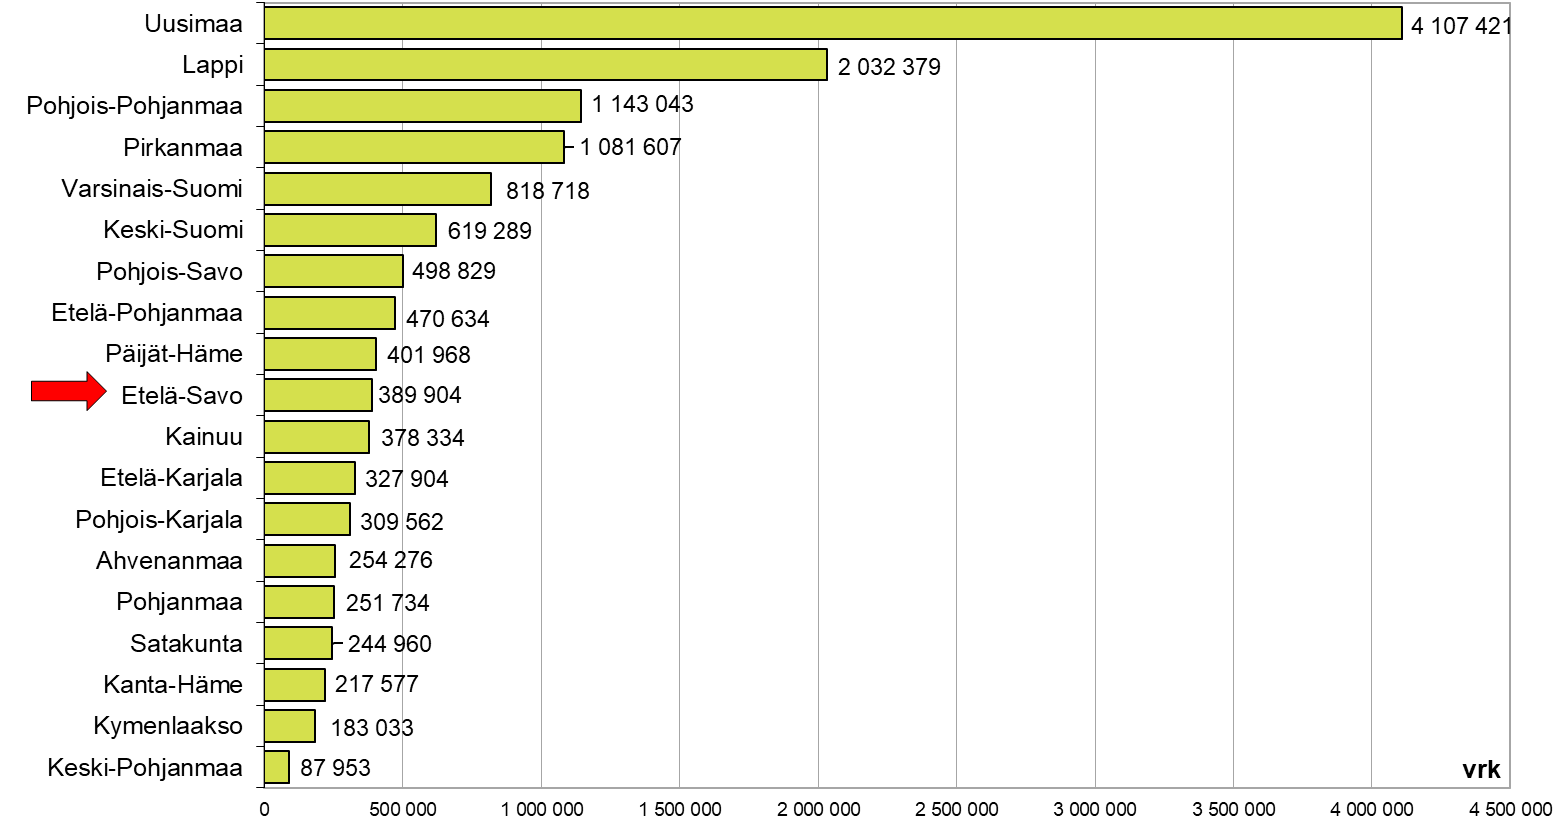 Uusimaa 4 107 421
Lappi 2 032 379
Pohjois-Pohjanmaa 1 143 043
Pirkanmaa 1 081 607
Varsinais-Suomi 818 718
Keski-Suomi 619 289
Pohjois-Savo 498 829
Etelä-Pohjanmaa 470 634
Päijät-Häme 401 968
Etelä-Savo 389 904
Kainuu 378 334
Etelä-Karjala 327 904
Pohjois-Karjala 309 562
Ahvenanmaa 254 276
Pohjanmaa 251 734
Satakunta 244 960
Kanta-Häme 217 577
Kymenlaakso 183 033
Keski-Pohjanmaa 87 953
vrk
0 500 000 1 000 000 1 500 000 2 000 000 2 500 000 3 000 000 3 500 000 4 000 000 4 500 000